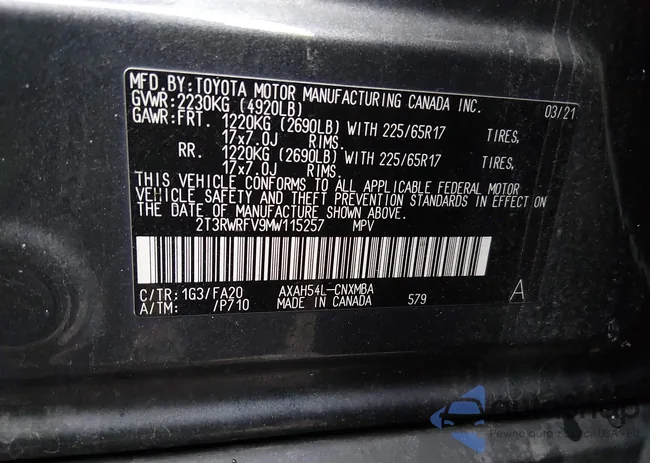 MFD.BY:TOYOTA MOTOR MANUFACTURING CANADA INC.
GVWR:2230KG (4920LB) 03/21
GAWR:FRT. 1220KG (2690LB) WITH 225/65R17 TIRES,
17x7.0J RIMS.
RR. 1220KG (2690LB) WITH 225/65R17 TIRES,
17x7.0J RIMS.
THIS VEHICLE CONFORMS TO ALL APPLICABLE FEDERAL MOTOR
VEHICLE SAFETY AND THEFT PREVENTION STANDARDS IN EFFECT ON
THE DATE OF MANUFACTURE SHOWN ABOVE.
2T3RWRFV9MW115257 MPV
C/TR:1G3/FA20 AXAH54L-CNXMBA
A/TM: /P710 MADE IN CANADA 579 A
Pewne auto z USA